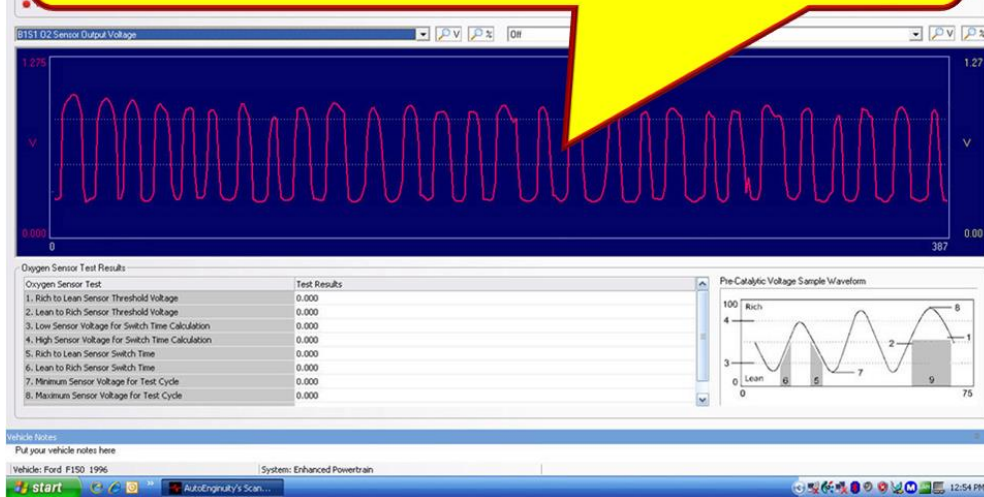 B1S1 O2 Sensor Output Voltage V % Off V %
1.275 1.27
V V
0.000 0.00
0 387
Oxygen Sensor Test Results
Oxygen Sensor Test Test Results
1. Rich to Lean Sensor Threshold Voltage 0.000
2. Lean to Rich Sensor Threshold Voltage 0.000
3. Low Sensor Voltage for Switch Time Calculation 0.000
4. High Sensor Voltage for Switch Time Calculation 0.000
5. Rich to Lean Sensor Switch Time 0.000
6. Lean to Rich Sensor Switch Time 0.000
7. Minimum Sensor Voltage for Test Cycle 0.000
8. Maximum Sensor Voltage for Test Cycle 0.000
Pre-Catalytic Voltage Sample Waveform
100 Rich 8
4
2 1
3 7
0 Lean 6 5 9
0 75
Vehicle Notes
Put your vehicle notes here
Vehicle: Ford F150 1996 System: Enhanced Powertrain
start AutoEnginuity's Scan... 12:54 PM